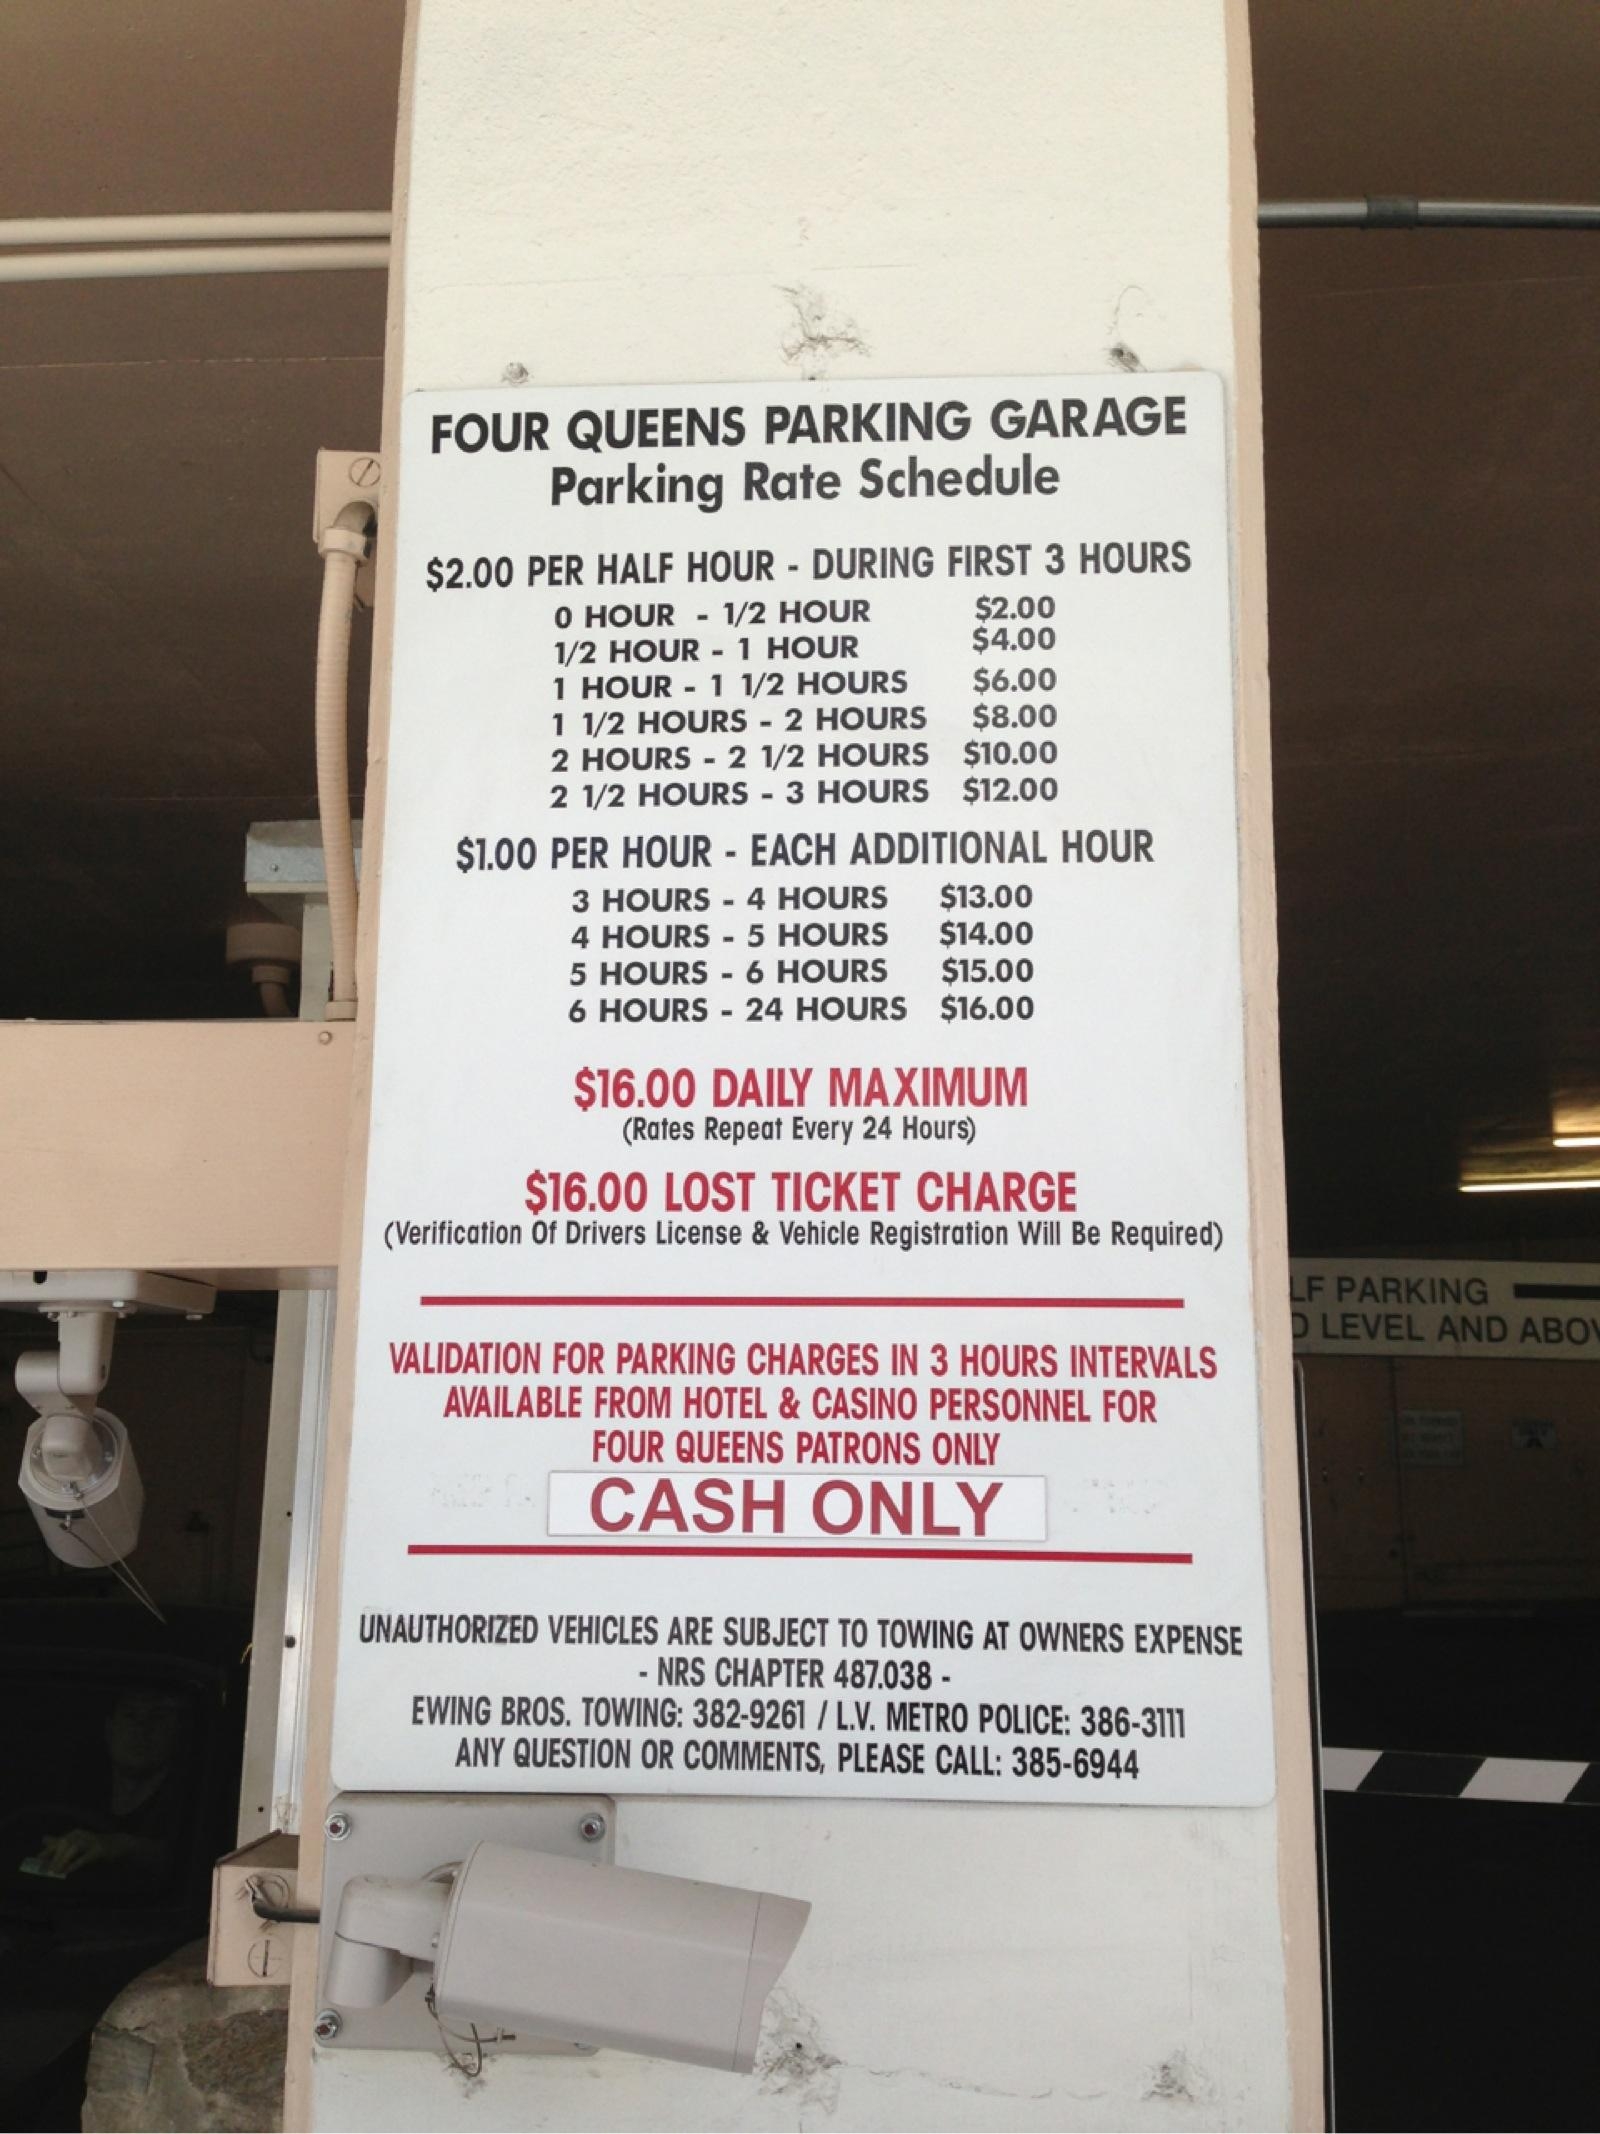 FOUR QUEENS PARKING GARAGE
Parking Rate Schedule
$2.00 PER HALF HOUR - DURING FIRST 3 HOURS
0 HOUR - 1/2 HOUR $2.00
1/2 HOUR - 1 HOUR $4.00
1 HOUR - 1 1/2 HOURS $6.00
1 1/2 HOURS - 2 HOURS $8.00
2 HOURS - 2 1/2 HOURS $10.00
2 1/2 HOURS - 3 HOURS $12.00
$1.00 PER HOUR - EACH ADDITIONAL HOUR
3 HOURS - 4 HOURS $13.00
4 HOURS - 5 HOURS $14.00
5 HOURS - 6 HOURS $15.00
6 HOURS - 24 HOURS $16.00
$16.00 DAILY MAXIMUM
(Rates Repeat Every 24 Hours)
$16.00 LOST TICKET CHARGE
(Verification Of Drivers License & Vehicle Registration Will Be Required)
VALIDATION FOR PARKING CHARGES IN 3 HOURS INTERVALS
AVAILABLE FROM HOTEL & CASINO PERSONNEL FOR
FOUR QUEENS PATRONS ONLY
CASH ONLY
UNAUTHORIZED VEHICLES ARE SUBJECT TO TOWING AT OWNERS EXPENSE
- NRS CHAPTER 487.038 -
EWING BROS. TOWING: 382-9261 / L.V. METRO POLICE: 386-3111
ANY QUESTION OR COMMENTS, PLEASE CALL: 385-6944
LF PARKING
D LEVEL AND ABOV